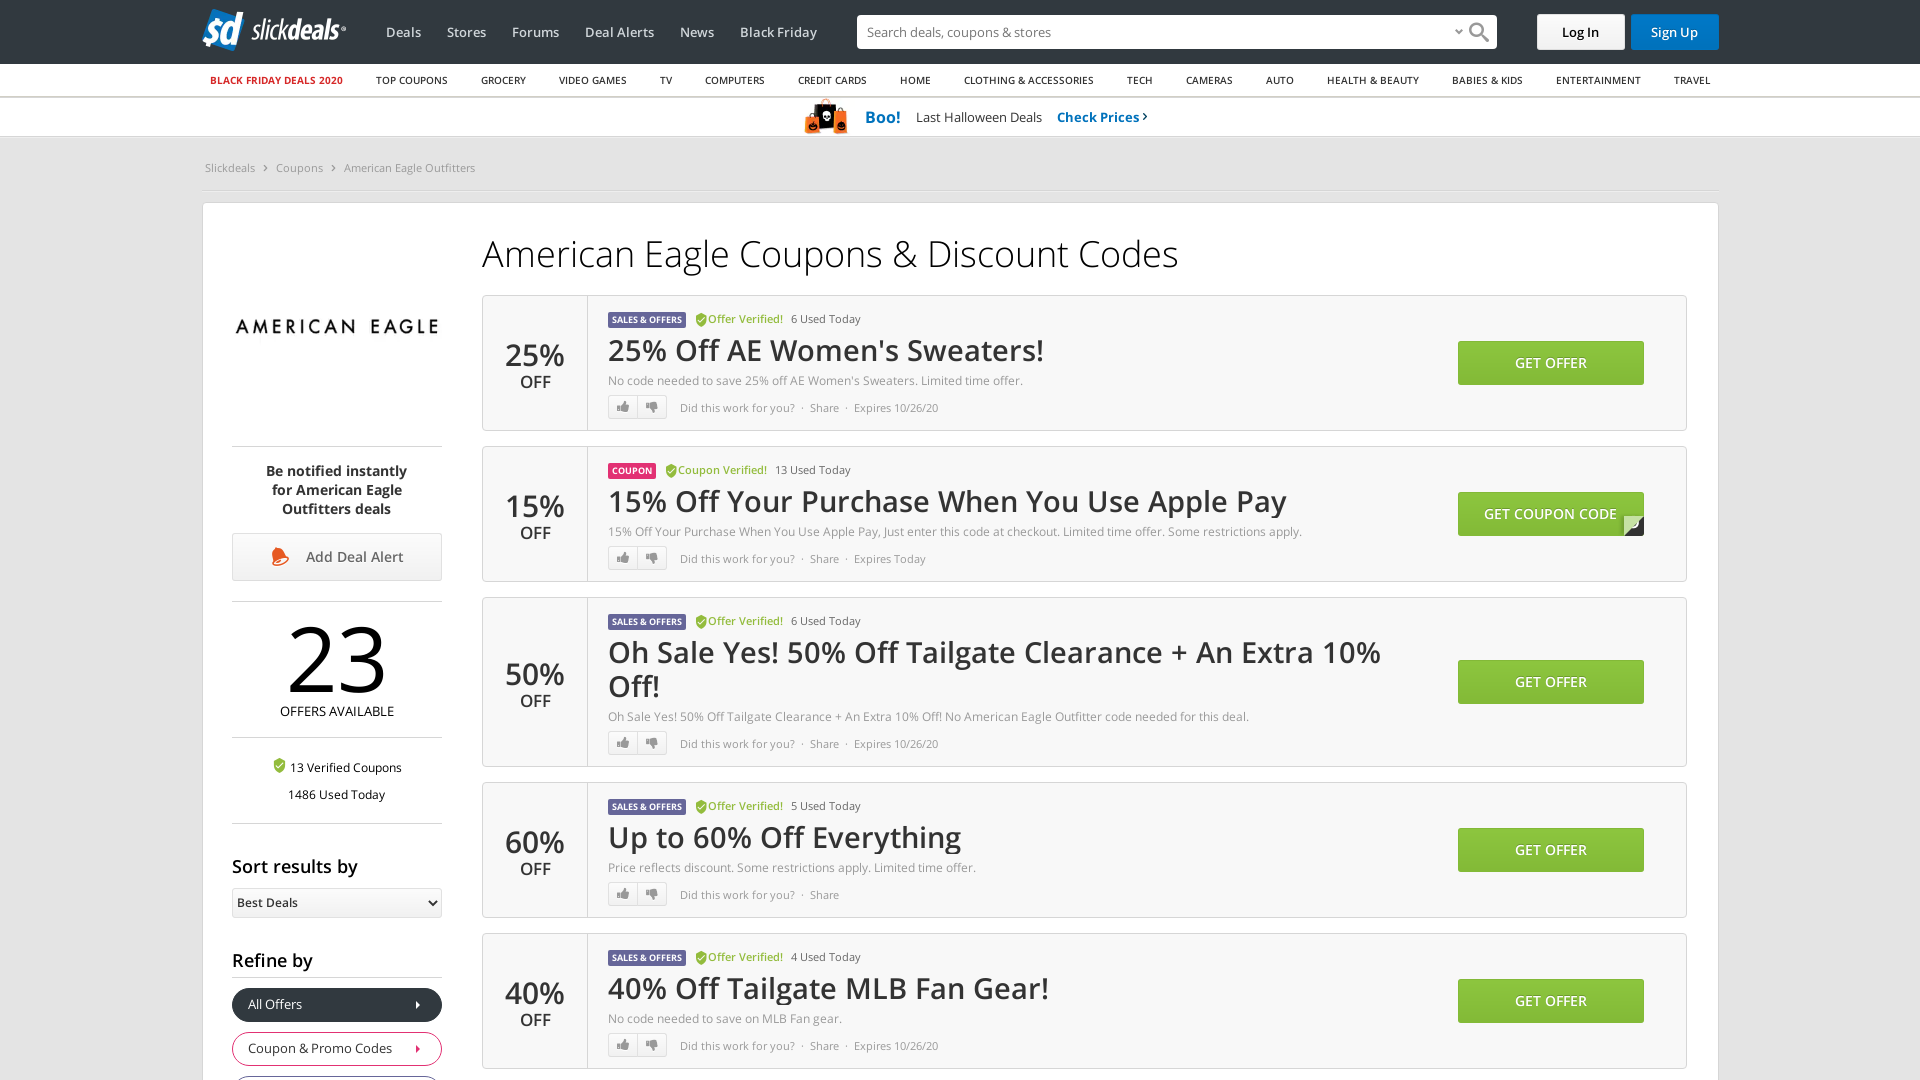 sd slickdeals
Deals Stores Forums Deal Alerts News Black Friday Search deals, coupons & stores Log In Sign Up
BLACK FRIDAY DEALS 2020 TOP COUPONS GROCERY VIDEO GAMES TV COMPUTERS CREDIT CARDS HOME CLOTHING & ACCESSORIES TECH CAMERAS AUTO HEALTH & BEAUTY BABIES & KIDS ENTERTAINMENT TRAVEL
Boo! Last Halloween Deals Check Prices
Slickdeals Coupons American Eagle Outfitters
AMERICAN EAGLE
Be notified instantly
for American Eagle
Outfitters deals
Add Deal Alert
23
OFFERS AVAILABLE
13 Verified Coupons
1486 Used Today
Sort results by
Best Deals
Refine by
All Offers
Coupon & Promo Codes
American Eagle Coupons & Discount Codes
25%
OFF
SALES & OFFERS Offer Verified! 6 Used Today
25% Off AE Women's Sweaters!
No code needed to save 25% off AE Women's Sweaters. Limited time offer.
Did this work for you? · Share · Expires 10/26/20
GET OFFER
15%
OFF
COUPON Coupon Verified! 13 Used Today
15% Off Your Purchase When You Use Apple Pay
15% Off Your Purchase When You Use Apple Pay, Just enter this code at checkout. Limited time offer. Some restrictions apply.
Did this work for you? · Share · Expires Today
GET COUPON CODE
50%
OFF
SALES & OFFERS Offer Verified! 6 Used Today
Oh Sale Yes! 50% Off Tailgate Clearance + An Extra 10%
Off!
Oh Sale Yes! 50% Off Tailgate Clearance + An Extra 10% Off! No American Eagle Outfitter code needed for this deal.
Did this work for you? · Share · Expires 10/26/20
GET OFFER
60%
OFF
SALES & OFFERS Offer Verified! 5 Used Today
Up to 60% Off Everything
Price reflects discount. Some restrictions apply. Limited time offer.
Did this work for you? · Share
GET OFFER
40%
OFF
SALES & OFFERS Offer Verified! 4 Used Today
40% Off Tailgate MLB Fan Gear!
No code needed to save on MLB Fan gear.
Did this work for you? · Share · Expires 10/26/20
GET OFFER